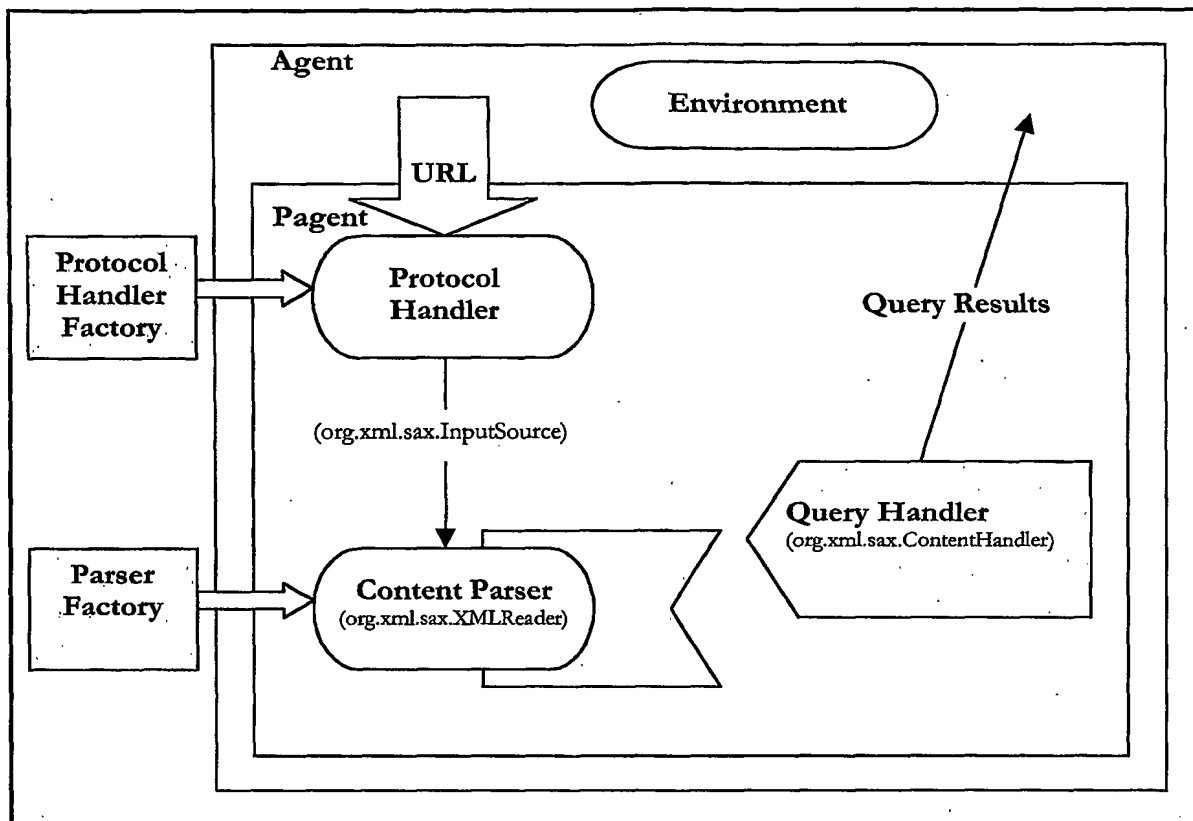 Agent
Environment
URL
Pagent
Protocol
Handler
Factory
Protocol
Handler
Query Results
(org.xml.sax.InputSource)
Query Handler
(org.xml.sax.ContentHandler)
Parser
Factory
Content Parser
(org.xml.sax.XMLReader)